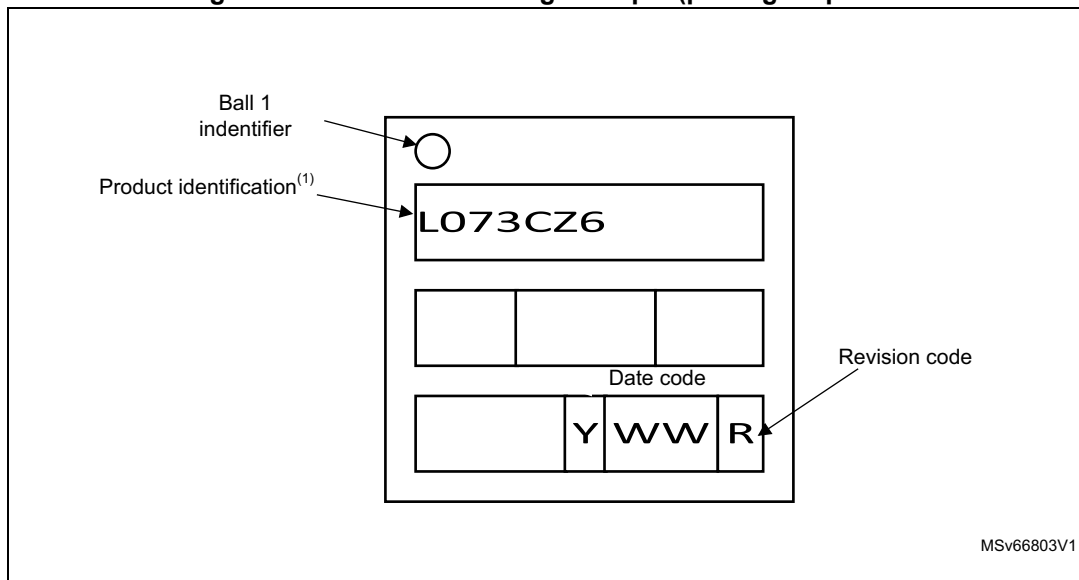 Ball 1
indentifier
Product identification(1)
L073CZ6
Revision code
Date code
Y WW R
MSv66803V1